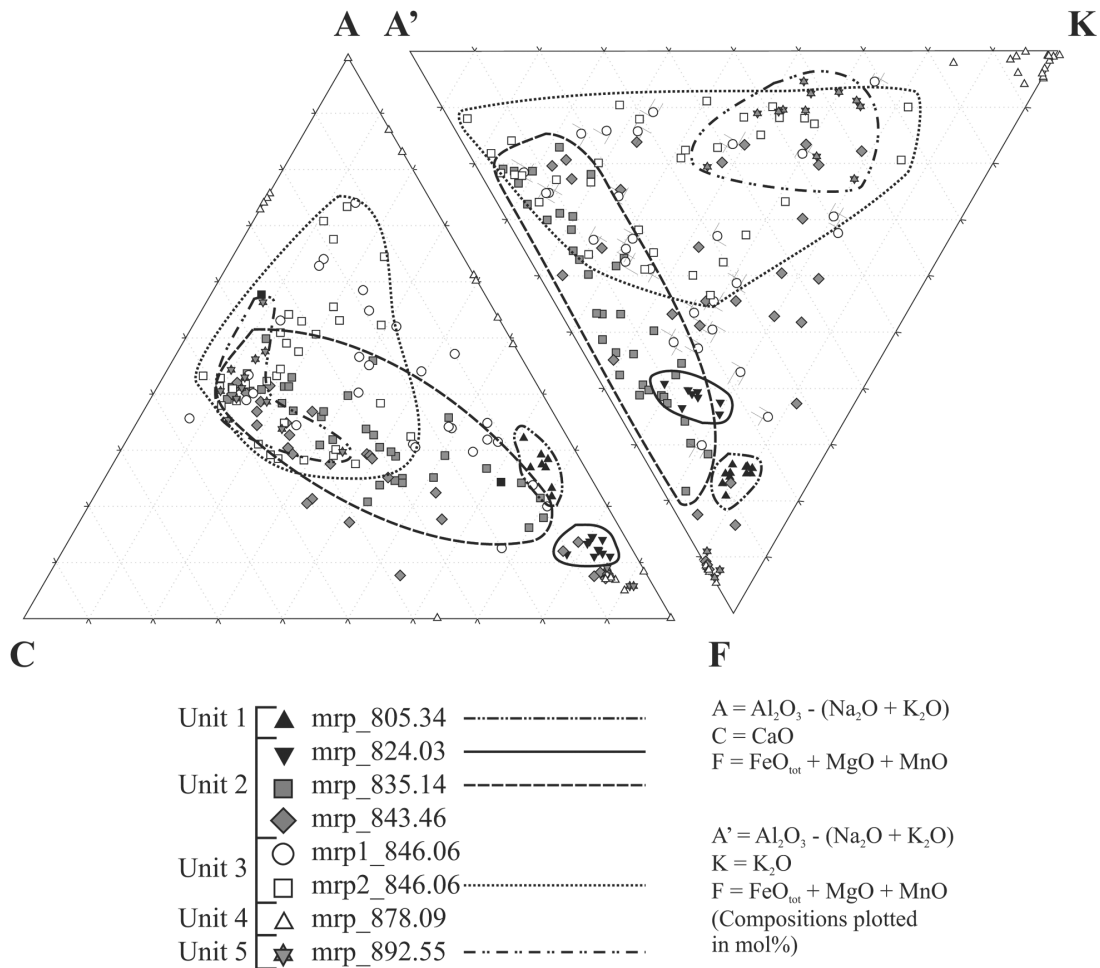 A A’ K
C F
Unit 1 mrp_805.34
mrp_824.03
Unit 2 mrp_835.14
mrp_843.46
Unit 3 mrp1_846.06
mrp2_846.06
Unit 4 mrp_878.09
Unit 5 mrp_892.55
A = Al₂O₃ - (Na₂O + K₂O)
C = CaO
F = FeOₜₒₜ + MgO + MnO
A’ = Al₂O₃ - (Na₂O + K₂O)
K = K₂O
F = FeOₜₒₜ + MgO + MnO
(Compositions plotted
in mol%)